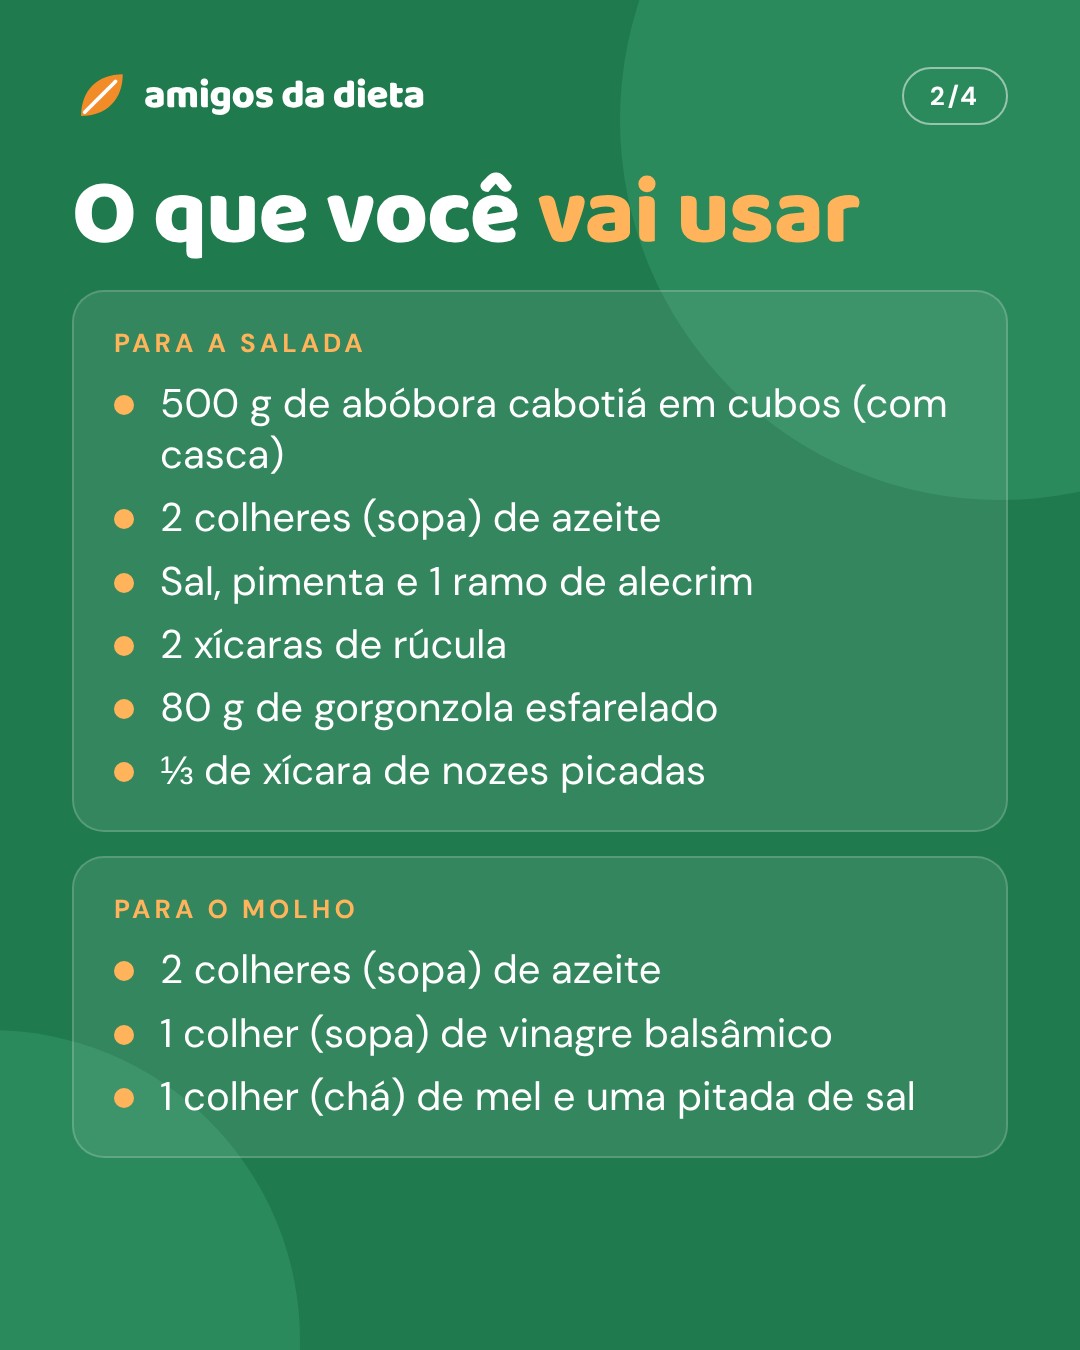 amigos da dieta
2/4
O que você vai usar
PARA A SALADA
500 g de abóbora cabotiá em cubos (com
casca)
2 colheres (sopa) de azeite
Sal, pimenta e 1 ramo de alecrim
2 xícaras de rúcula
80 g de gorgonzola esfarelado
⅓ de xícara de nozes picadas
PARA O MOLHO
2 colheres (sopa) de azeite
1 colher (sopa) de vinagre balsâmico
1 colher (chá) de mel e uma pitada de sal